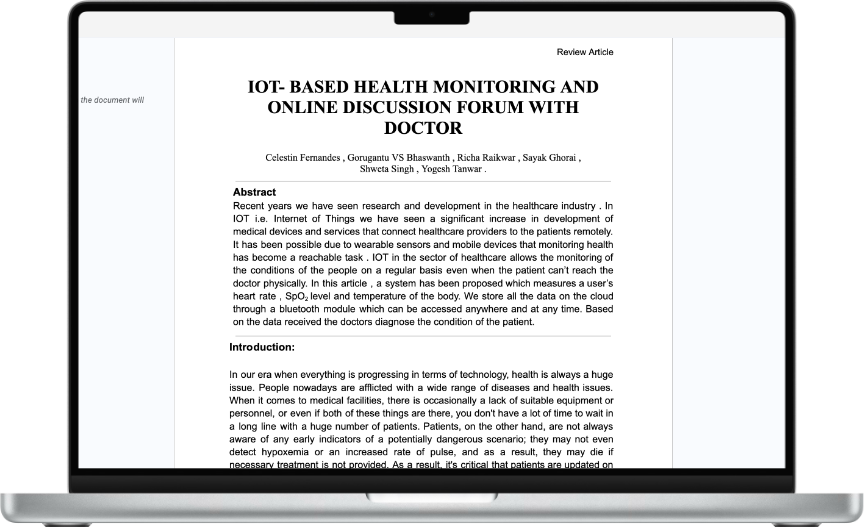 Review Article
IOT- BASED HEALTH MONITORING AND
ONLINE DISCUSSION FORUM WITH
DOCTOR
the document will
Celestin Fernandes , Gorugantu VS Bhaswanth , Richa Raikwar , Sayak Ghorai ,
Shweta Singh , Yogesh Tanwar .
Abstract
Recent years we have seen research and development in the healthcare industry . In
IOT i.e. Internet of Things we have seen a significant increase in development of
medical devices and services that connect healthcare providers to the patients remotely.
It has been possible due to wearable sensors and mobile devices that monitoring health
has become a reachable task . IOT in the sector of healthcare allows the monitoring of
the conditions of the people on a regular basis even when the patient can't reach the
doctor physically. In this article , a system has been proposed which measures a user's
heart rate , SpO₂ level and temperature of the body. We store all the data on the cloud
through a bluetooth module which can be accessed anywhere and at any time. Based
on the data received the doctors diagnose the condition of the patient.
Introduction:
In our era when everything is progressing in terms of technology, health is always a huge
issue. People nowadays are afflicted with a wide range of diseases and health issues.
When it comes to medical facilities, there is occasionally a lack of suitable equipment or
personnel, or even if both of these things are there, you don't have a lot of time to wait in
a long line with a huge number of patients. Patients, on the other hand, are not always
aware of any early indicators of a potentially dangerous scenario; they may not even
detect hypoxemia or an increased rate of pulse, and as a result, they may die if
necessary treatment is not provided. As a result, it's critical that patients are updated on